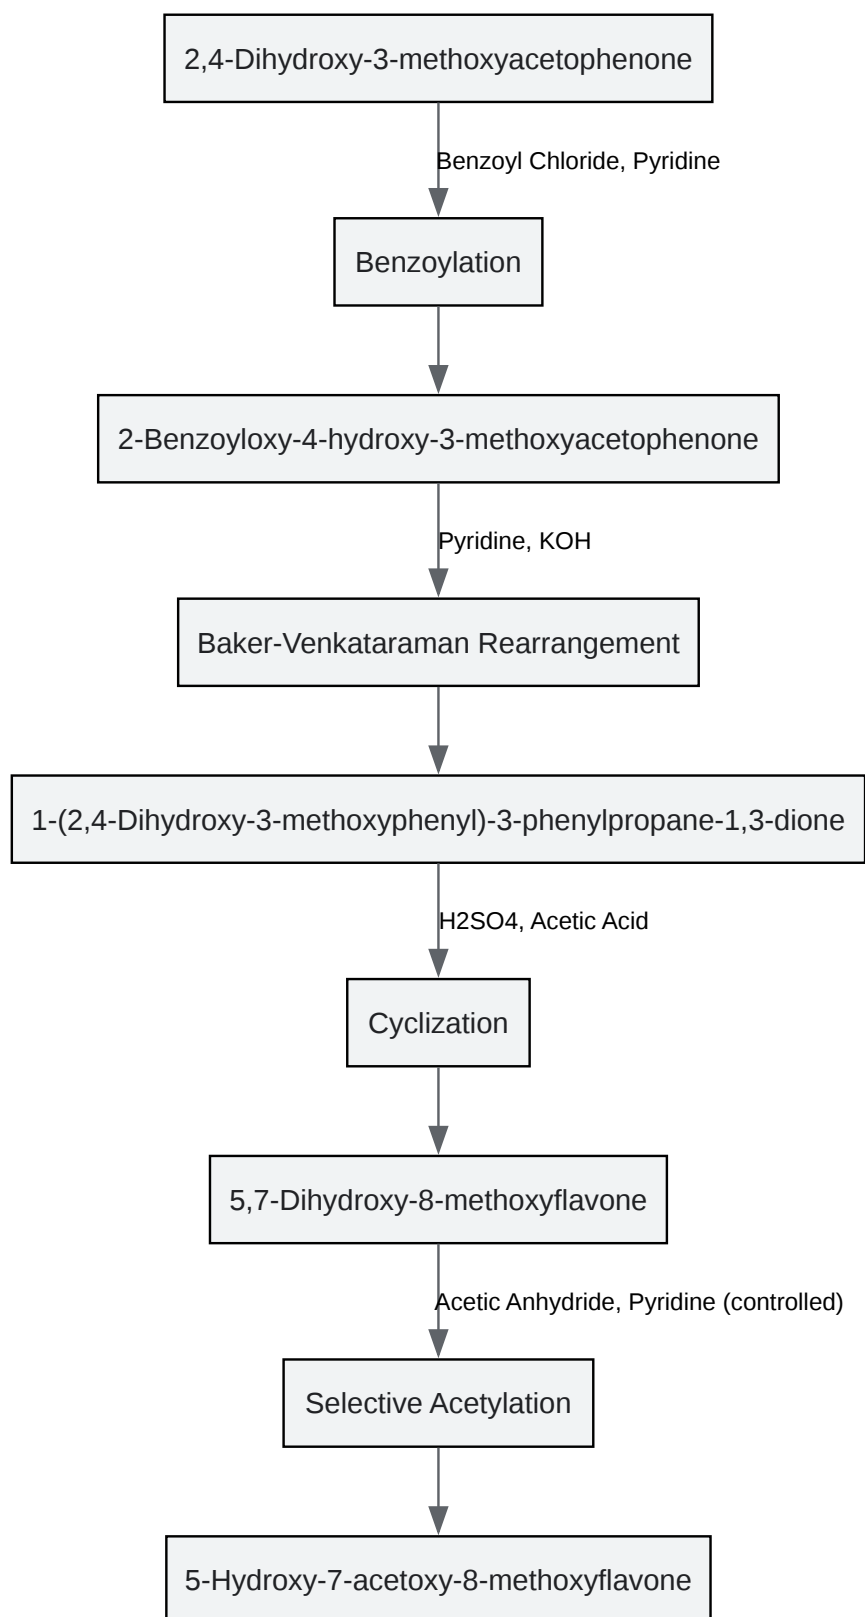 2,4-Dihydroxy-3-methoxyacetophenone
Benzoyl Chloride, Pyridine
Benzoylation
2-Benzoyloxy-4-hydroxy-3-methoxyacetophenone
Pyridine, KOH
Baker-Venkataraman Rearrangement
1-(2,4-Dihydroxy-3-methoxyphenyl)-3-phenylpropane-1,3-dione
H2SO4, Acetic Acid
Cyclization
5,7-Dihydroxy-8-methoxyflavone
Acetic Anhydride, Pyridine (controlled)
Selective Acetylation
5-Hydroxy-7-acetoxy-8-methoxyflavone